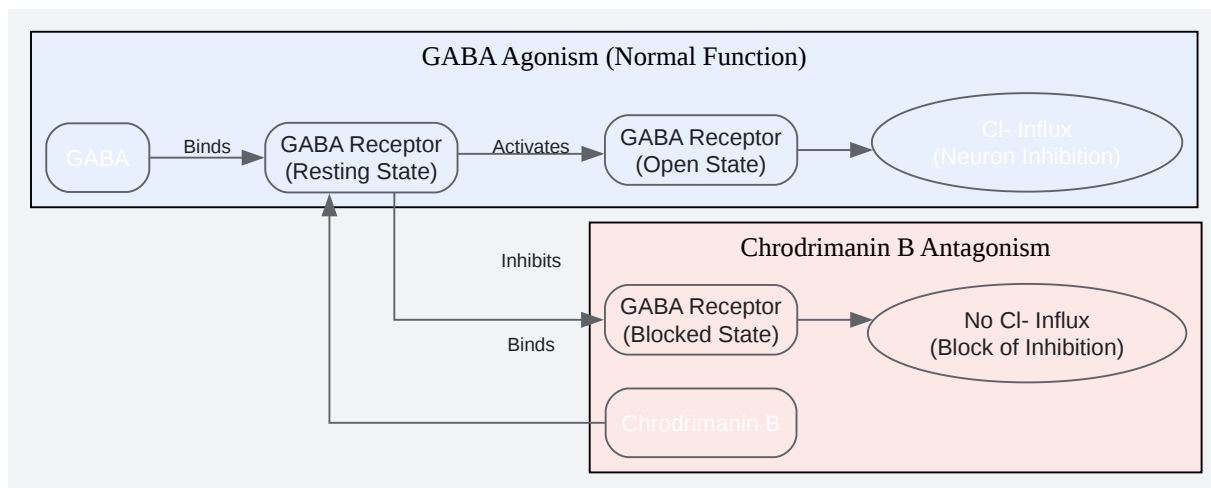 GABA Agonism (Normal Function)
GABA
Binds
GABA Receptor
(Resting State)
Activates
GABA Receptor
(Open State)
Cl- Influx
(Neuron Inhibition)
Chrodrimanin B Antagonism
Inhibits
GABA Receptor
(Blocked State)
No Cl- Influx
(Block of Inhibition)
Binds
Chrodrimanin B